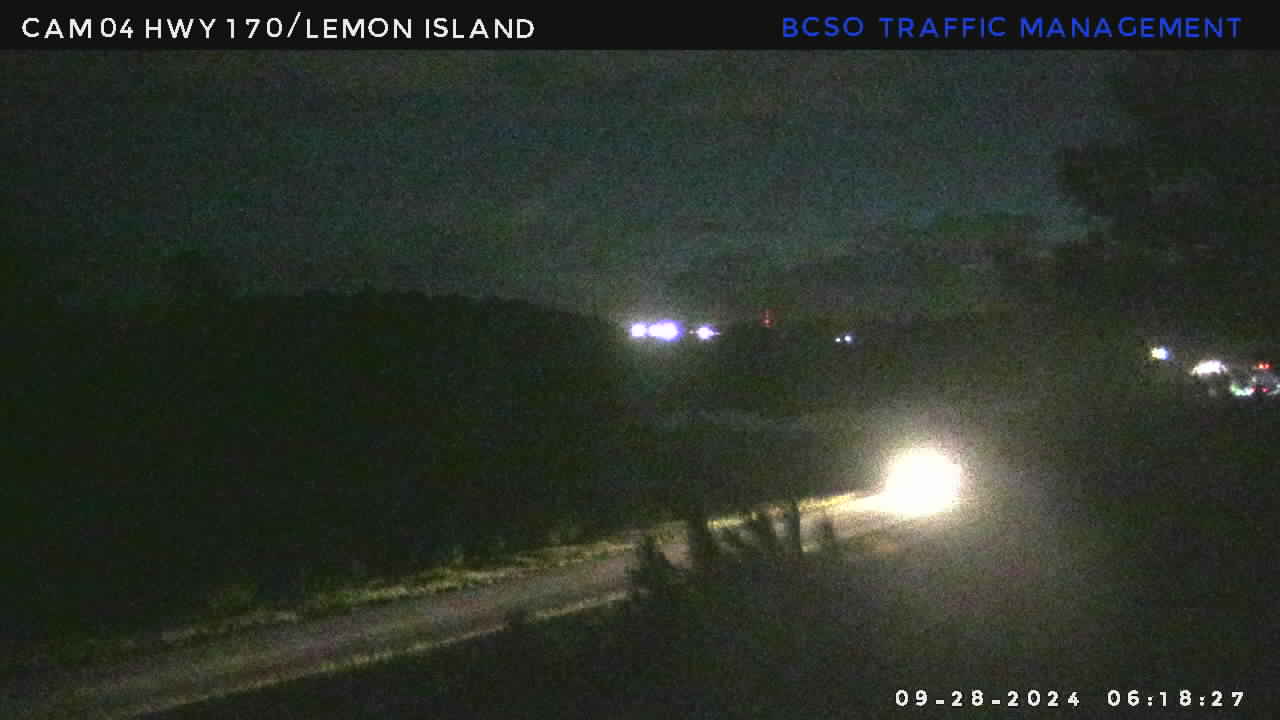 CAM04 HWY 170/LEMON ISLAND
BCSO TRAFFIC MANAGEMENT
09-28-2024 06:18:27